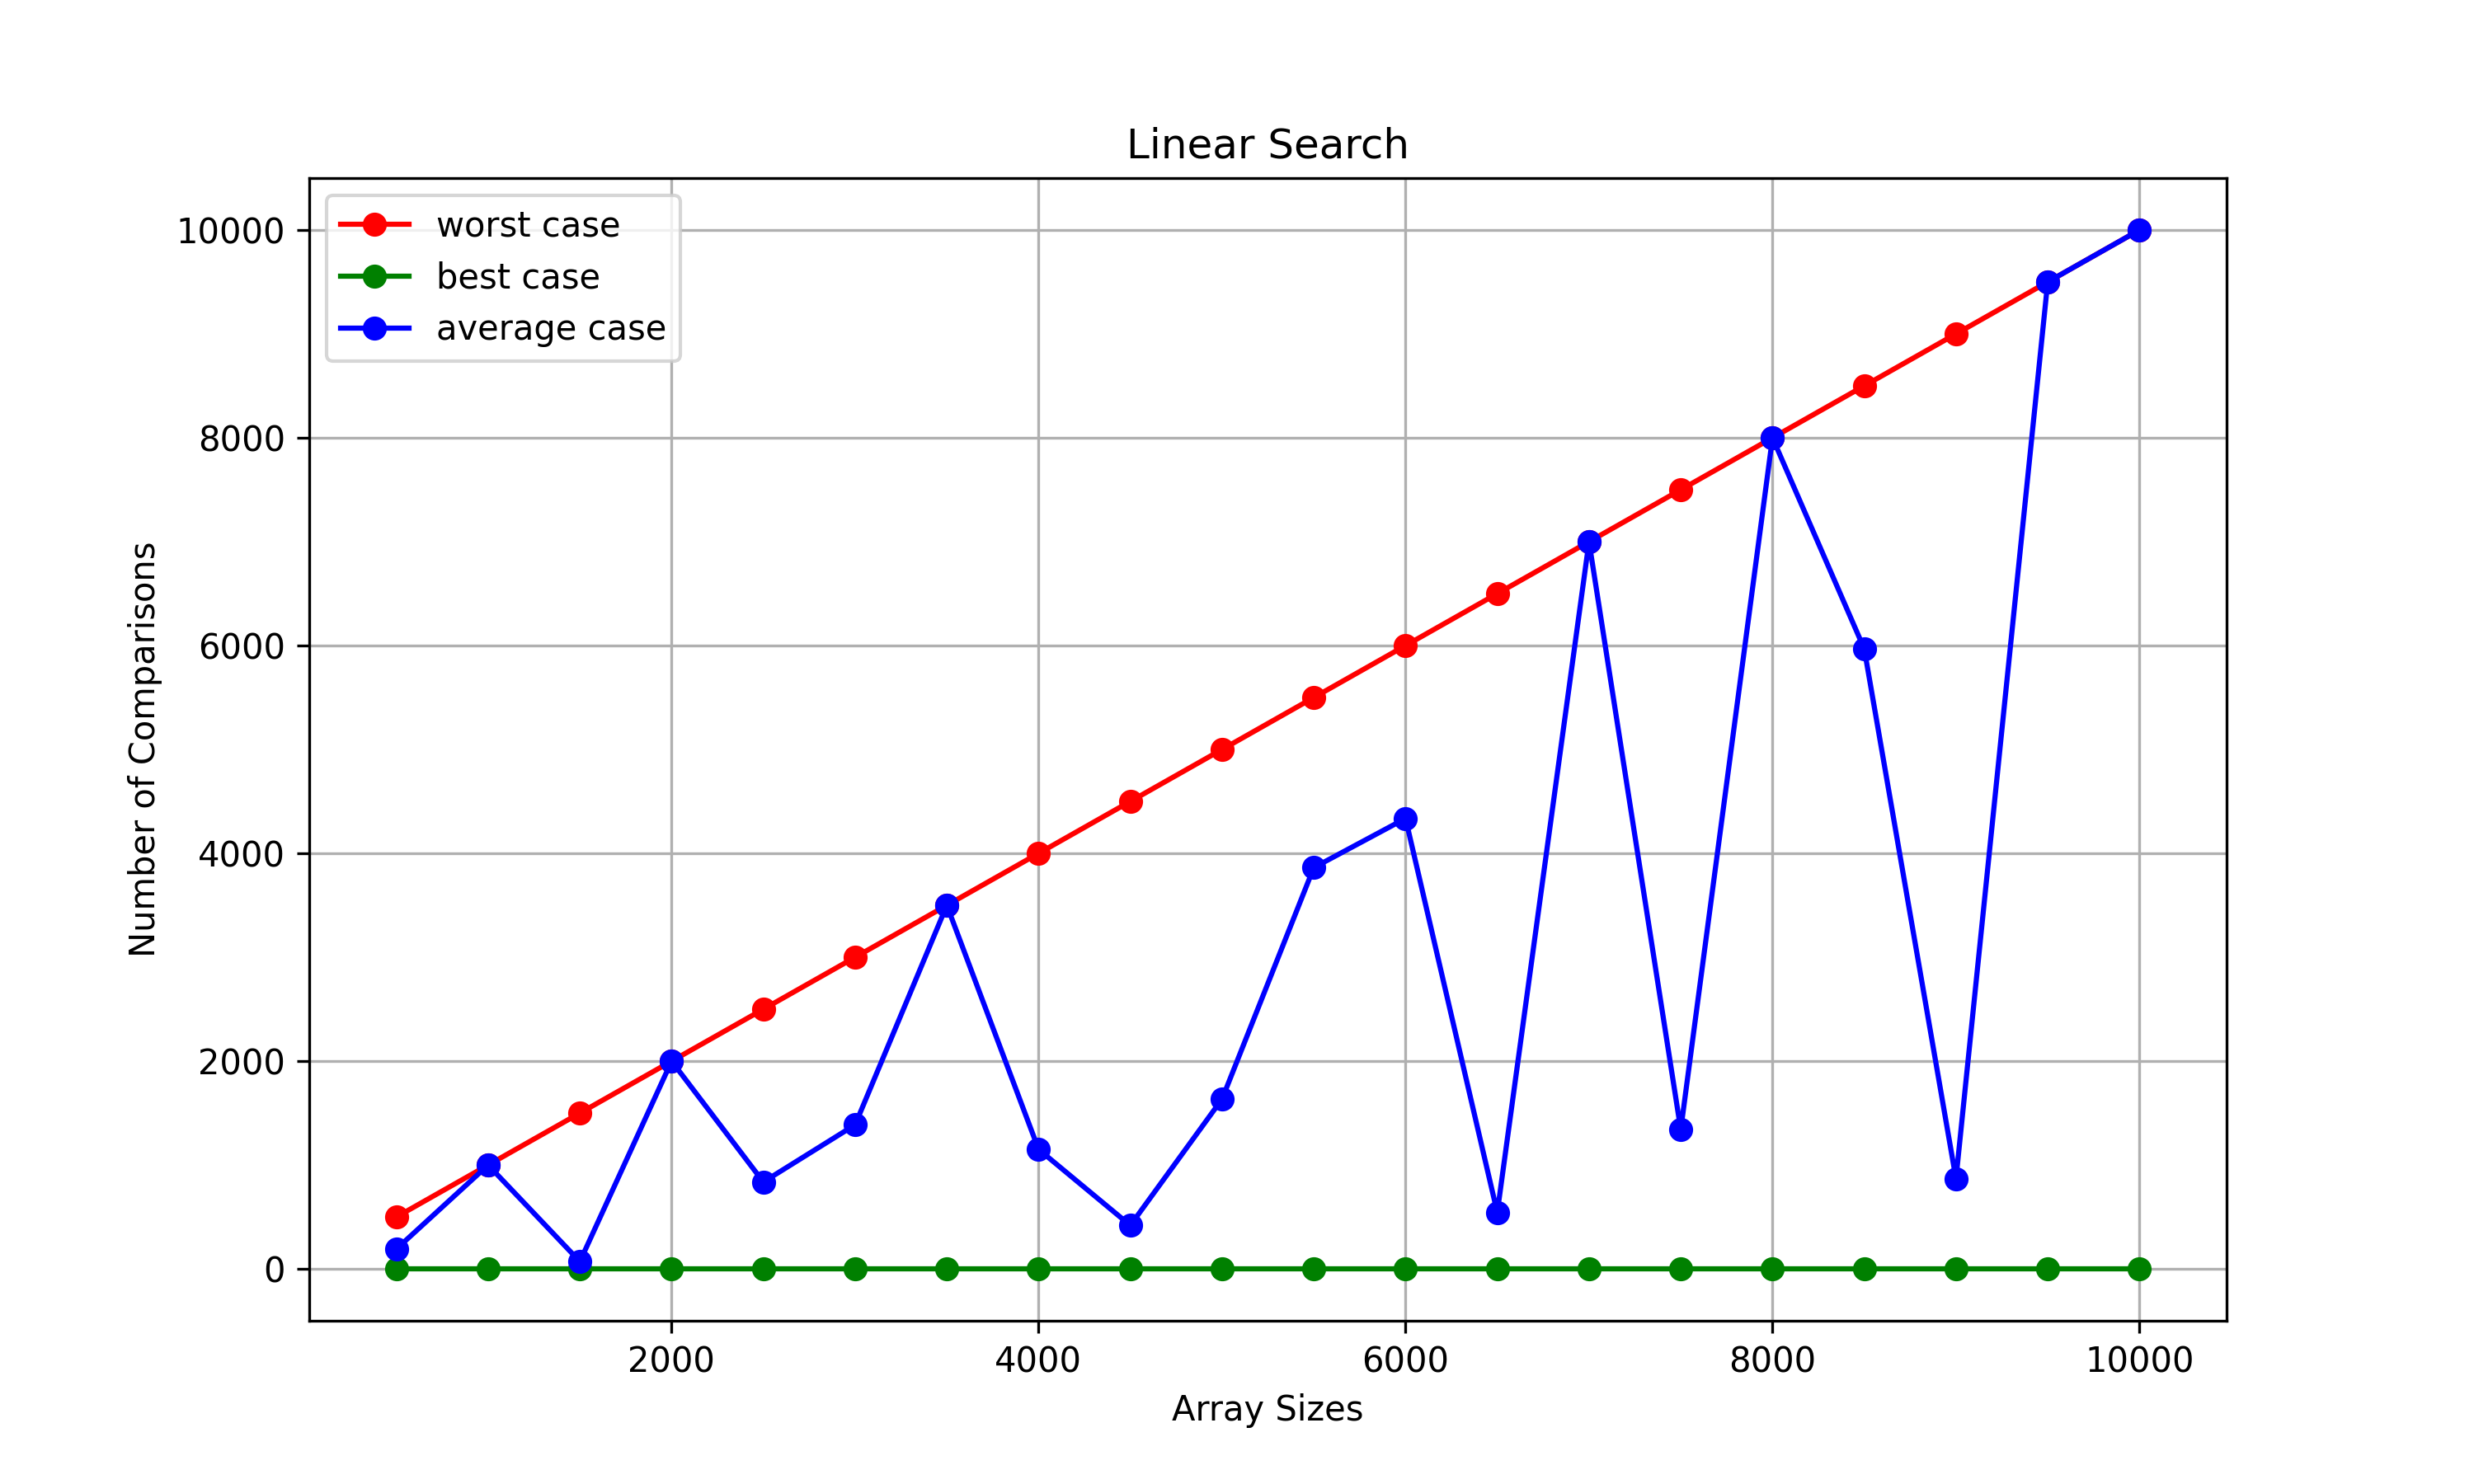 Linear Search
worst case
best case
average case
Number of Comparisons
10000
8000
6000
4000
2000
0
2000 4000 6000 8000 10000
Array Sizes